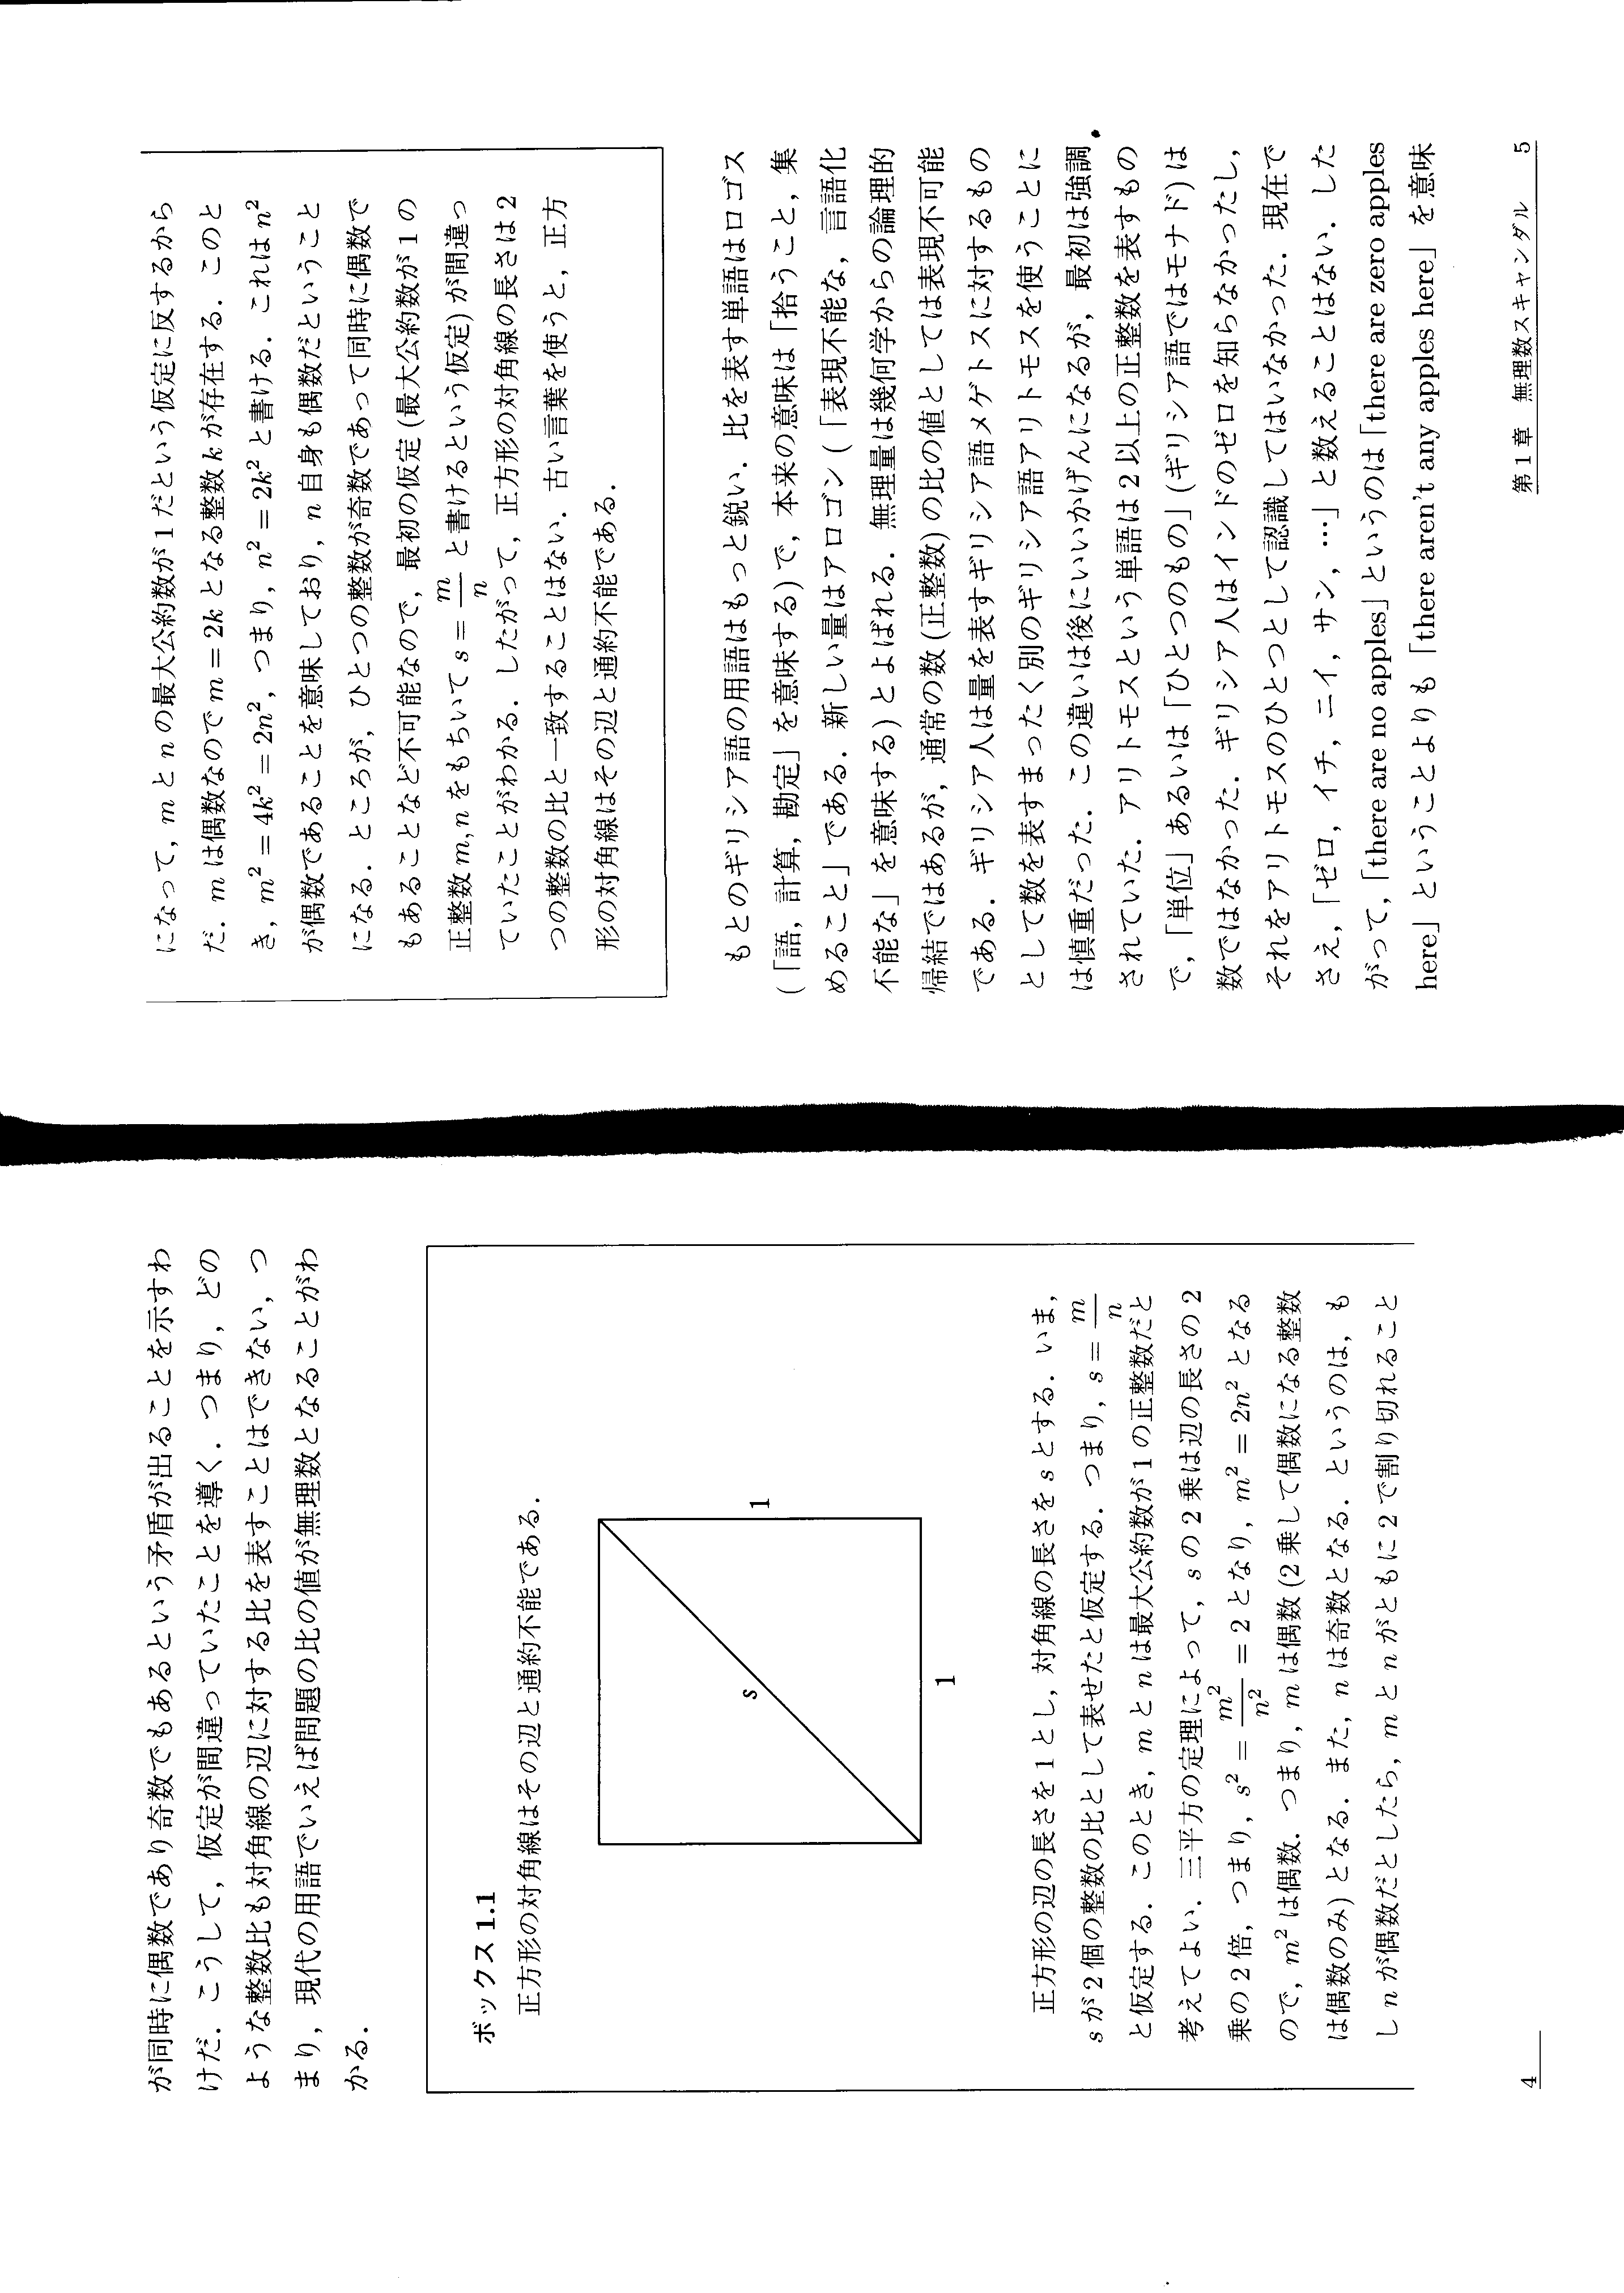 が同時に偶数であり奇数でもあるという矛盾が出ることを示すわ
けだ．こうして，仮定が間違っていたことを導く．つまり，どの
ような整数比も対角線の辺に対する比を表すことはできない，つ
まり，現代の用語でいえば問題の比の値が無理数となることがわ
かる．
ボックス 1.1
正方形の対角線はその辺と通約不能である．
s
1
1
正方形の辺の長さを 1 とし，対角線の長さを s とする．いま，
s が 2 個の整数の比として表せたと仮定する．つまり，s = m/n
と仮定する．このとき，m と n は最大公約数が 1 の正整数だと
考えてよい．三平方の定理によって，s の 2 乗は辺の長さの 2
乗の 2 倍，つまり，s² = m²/n² = 2 となり，m² = 2n² となる
ので，m² は偶数．つまり，m は偶数 (2 乗して偶数になる整数
は偶数のみ) となる．また，n は奇数となる．というのは，も
し n が偶数だとしたら，m と n がともに 2 で割り切れること
4
になって，m と n の最大公約数が 1 だという仮定に反するから
だ．m は偶数なので m = 2k となる整数 k が存在する．このと
き，m² = 4k² = 2n²，つまり，n² = 2k² と書ける．これは n²
が偶数であることを意味しており，n 自身も偶数だということ
になる．ところが，ひとつの整数が奇数であって同時に偶数で
もあることなど不可能なので，最初の仮定 (最大公約数が 1 の
正整数 m, n をもちいて s = m/n と書けるという仮定) が間違っ
ていたことがわかる．したがって，正方形の対角線の長さは 2
つの整数の比と一致することはない．古い言葉を使うと，正方
形の対角線はその辺と通約不能である．
もとのギリシア語の用語はもっと鋭い．比を表す単語はロゴス
(「語，計算，勘定」を意味する) で，本来の意味は「拾うこと，集
めること」である．新しい量はアロゴン (「表現不能な，言語化
不能な」を意味する) とよばれる．無理量は幾何学からの論理的
帰結ではあるが，通常の数 (正整数) の比の値としては表現不可能
である．ギリシア人は量を表すギリシア語メゲトスに対するもの
として数を表すまったく別のギリシア語アリトモスを使うことに
は慎重だった．この違いは後にいいかげんになるが，最初は強調
されていた．アリトモスという単語は 2 以上の正整数を表すもの
で，「単位」あるいは「ひとつのもの」(ギリシア語ではモナド) は
数ではなかった．ギリシア人はインドのゼロを知らなかったし，
それをアリトモスのひとつとして認識してはいなかった．現在で
さえ，「ゼロ，イチ，ニイ，サン，…」と数えることはない．した
がって，「there are no apples」というのは「there are zero apples
here」ということよりも「there aren't any apples here」を意味
第 1 章 無理数スキャンダル 5